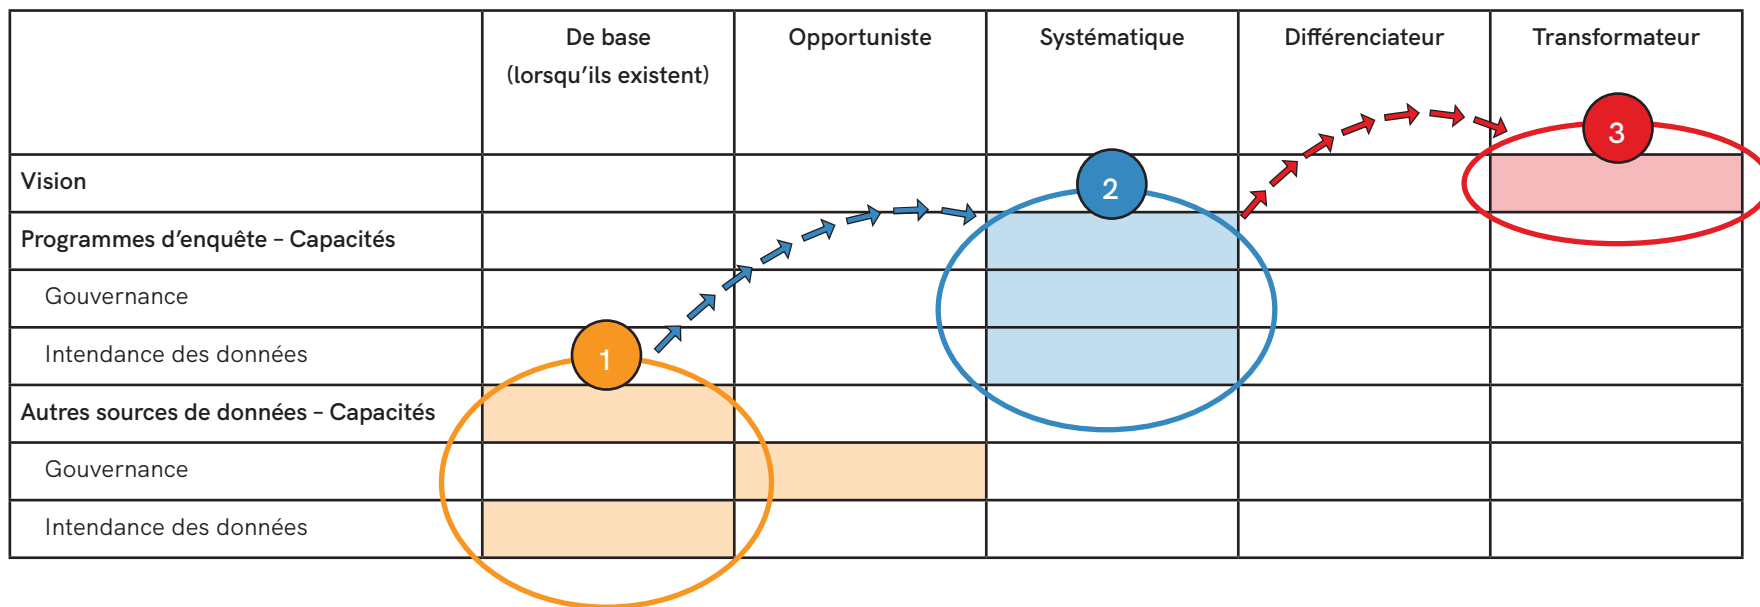 De base
(lorsqu'ils existent)
Opportuniste
Systématique
Différenciateur
Transformateur
3
Vision
2
Programmes d'enquête – Capacités
Gouvernance
Intendance des données
1
Autres sources de données – Capacités
Gouvernance
Intendance des données